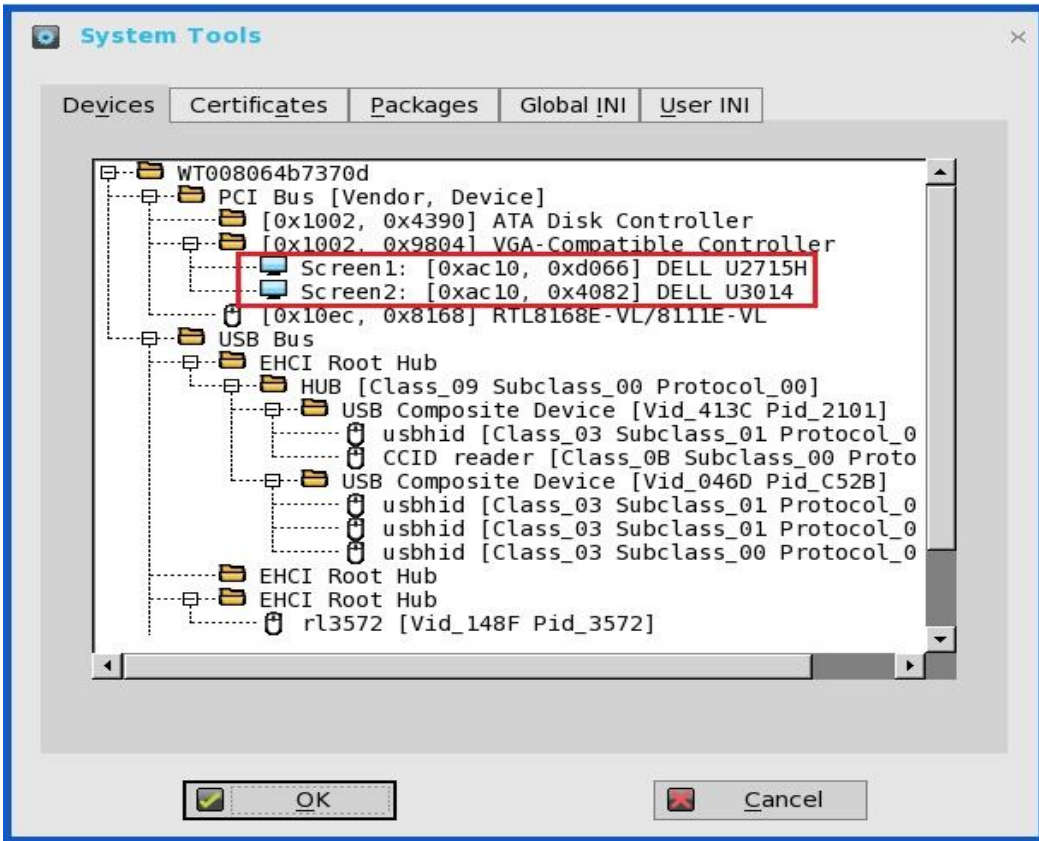 System Tools
Devices Certificates Packages Global INI User INI
WT008064b7370d
PCI Bus [Vendor, Device]
[0x1002, 0x4390] ATA Disk Controller
[0x1002, 0x9804] VGA-Compatible Controller
Screen1: [0xac10, 0xd066] DELL U2715H
Screen2: [0xac10, 0x4082] DELL U3014
[0x10ec, 0x8168] RTL8168E-VL/8111E-VL
USB Bus
EHCI Root Hub
HUB [Class_09 Subclass_00 Protocol_00]
USB Composite Device [Vid_413C Pid_2101]
usbhid [Class_03 Subclass_01 Protocol_0
CCID reader [Class_0B Subclass_00 Proto
USB Composite Device [Vid_046D Pid_C52B]
usbhid [Class_03 Subclass_01 Protocol_0
usbhid [Class_03 Subclass_01 Protocol_0
usbhid [Class_03 Subclass_00 Protocol_0
EHCI Root Hub
EHCI Root Hub
rl3572 [Vid_148F Pid_3572]
OK Cancel